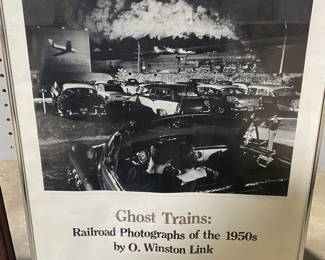 Ghost Trains:
Railroad Photographs of the 1950s
by O. Winston Link